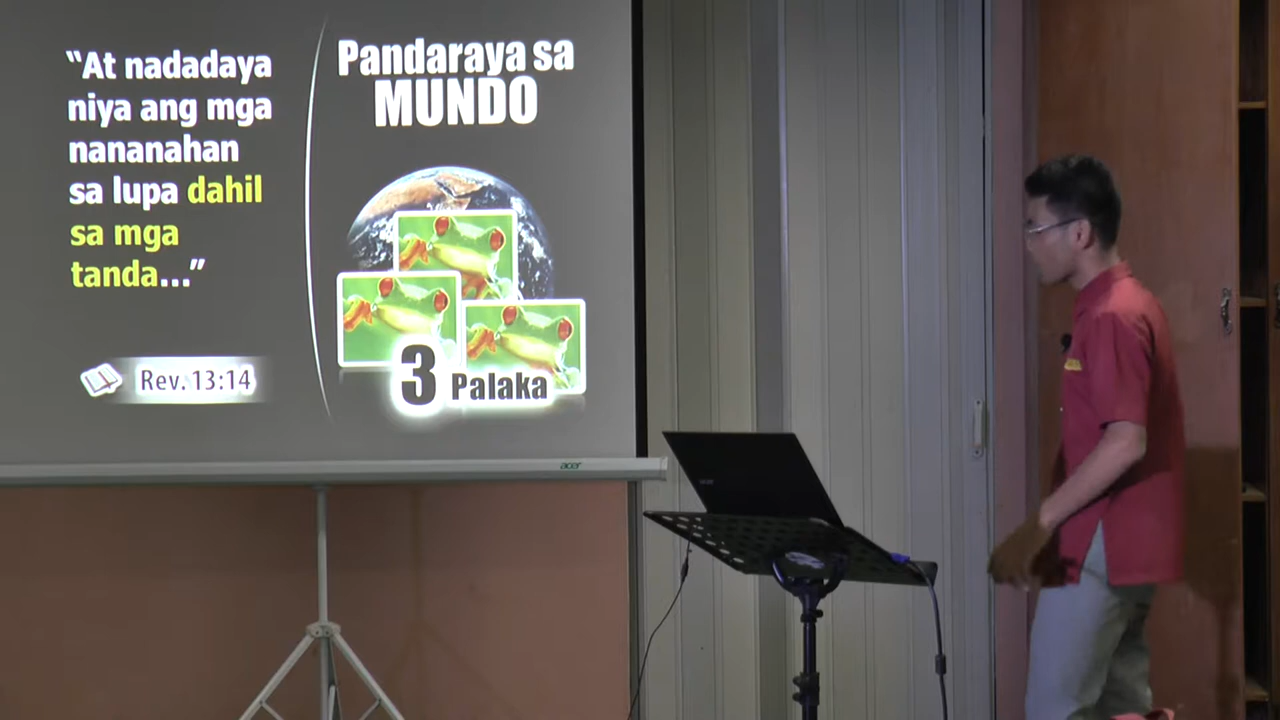 “At nadadaya
niya ang mga
nananahan
sa lupa dahil
sa mga
tanda...”
Rev. 13:14
Pandaraya sa
MUNDO
3 Palaka
acer